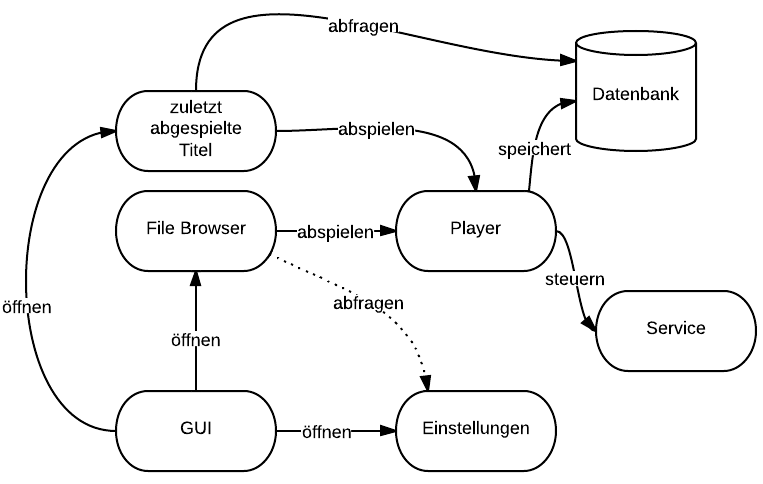 abfragen
Datenbank
zuletzt
abgespielte
Titel
abspielen
speichert
File Browser
abspielen
Player
steuern
abfragen
öffnen
Service
öffnen
GUI
öffnen
Einstellungen